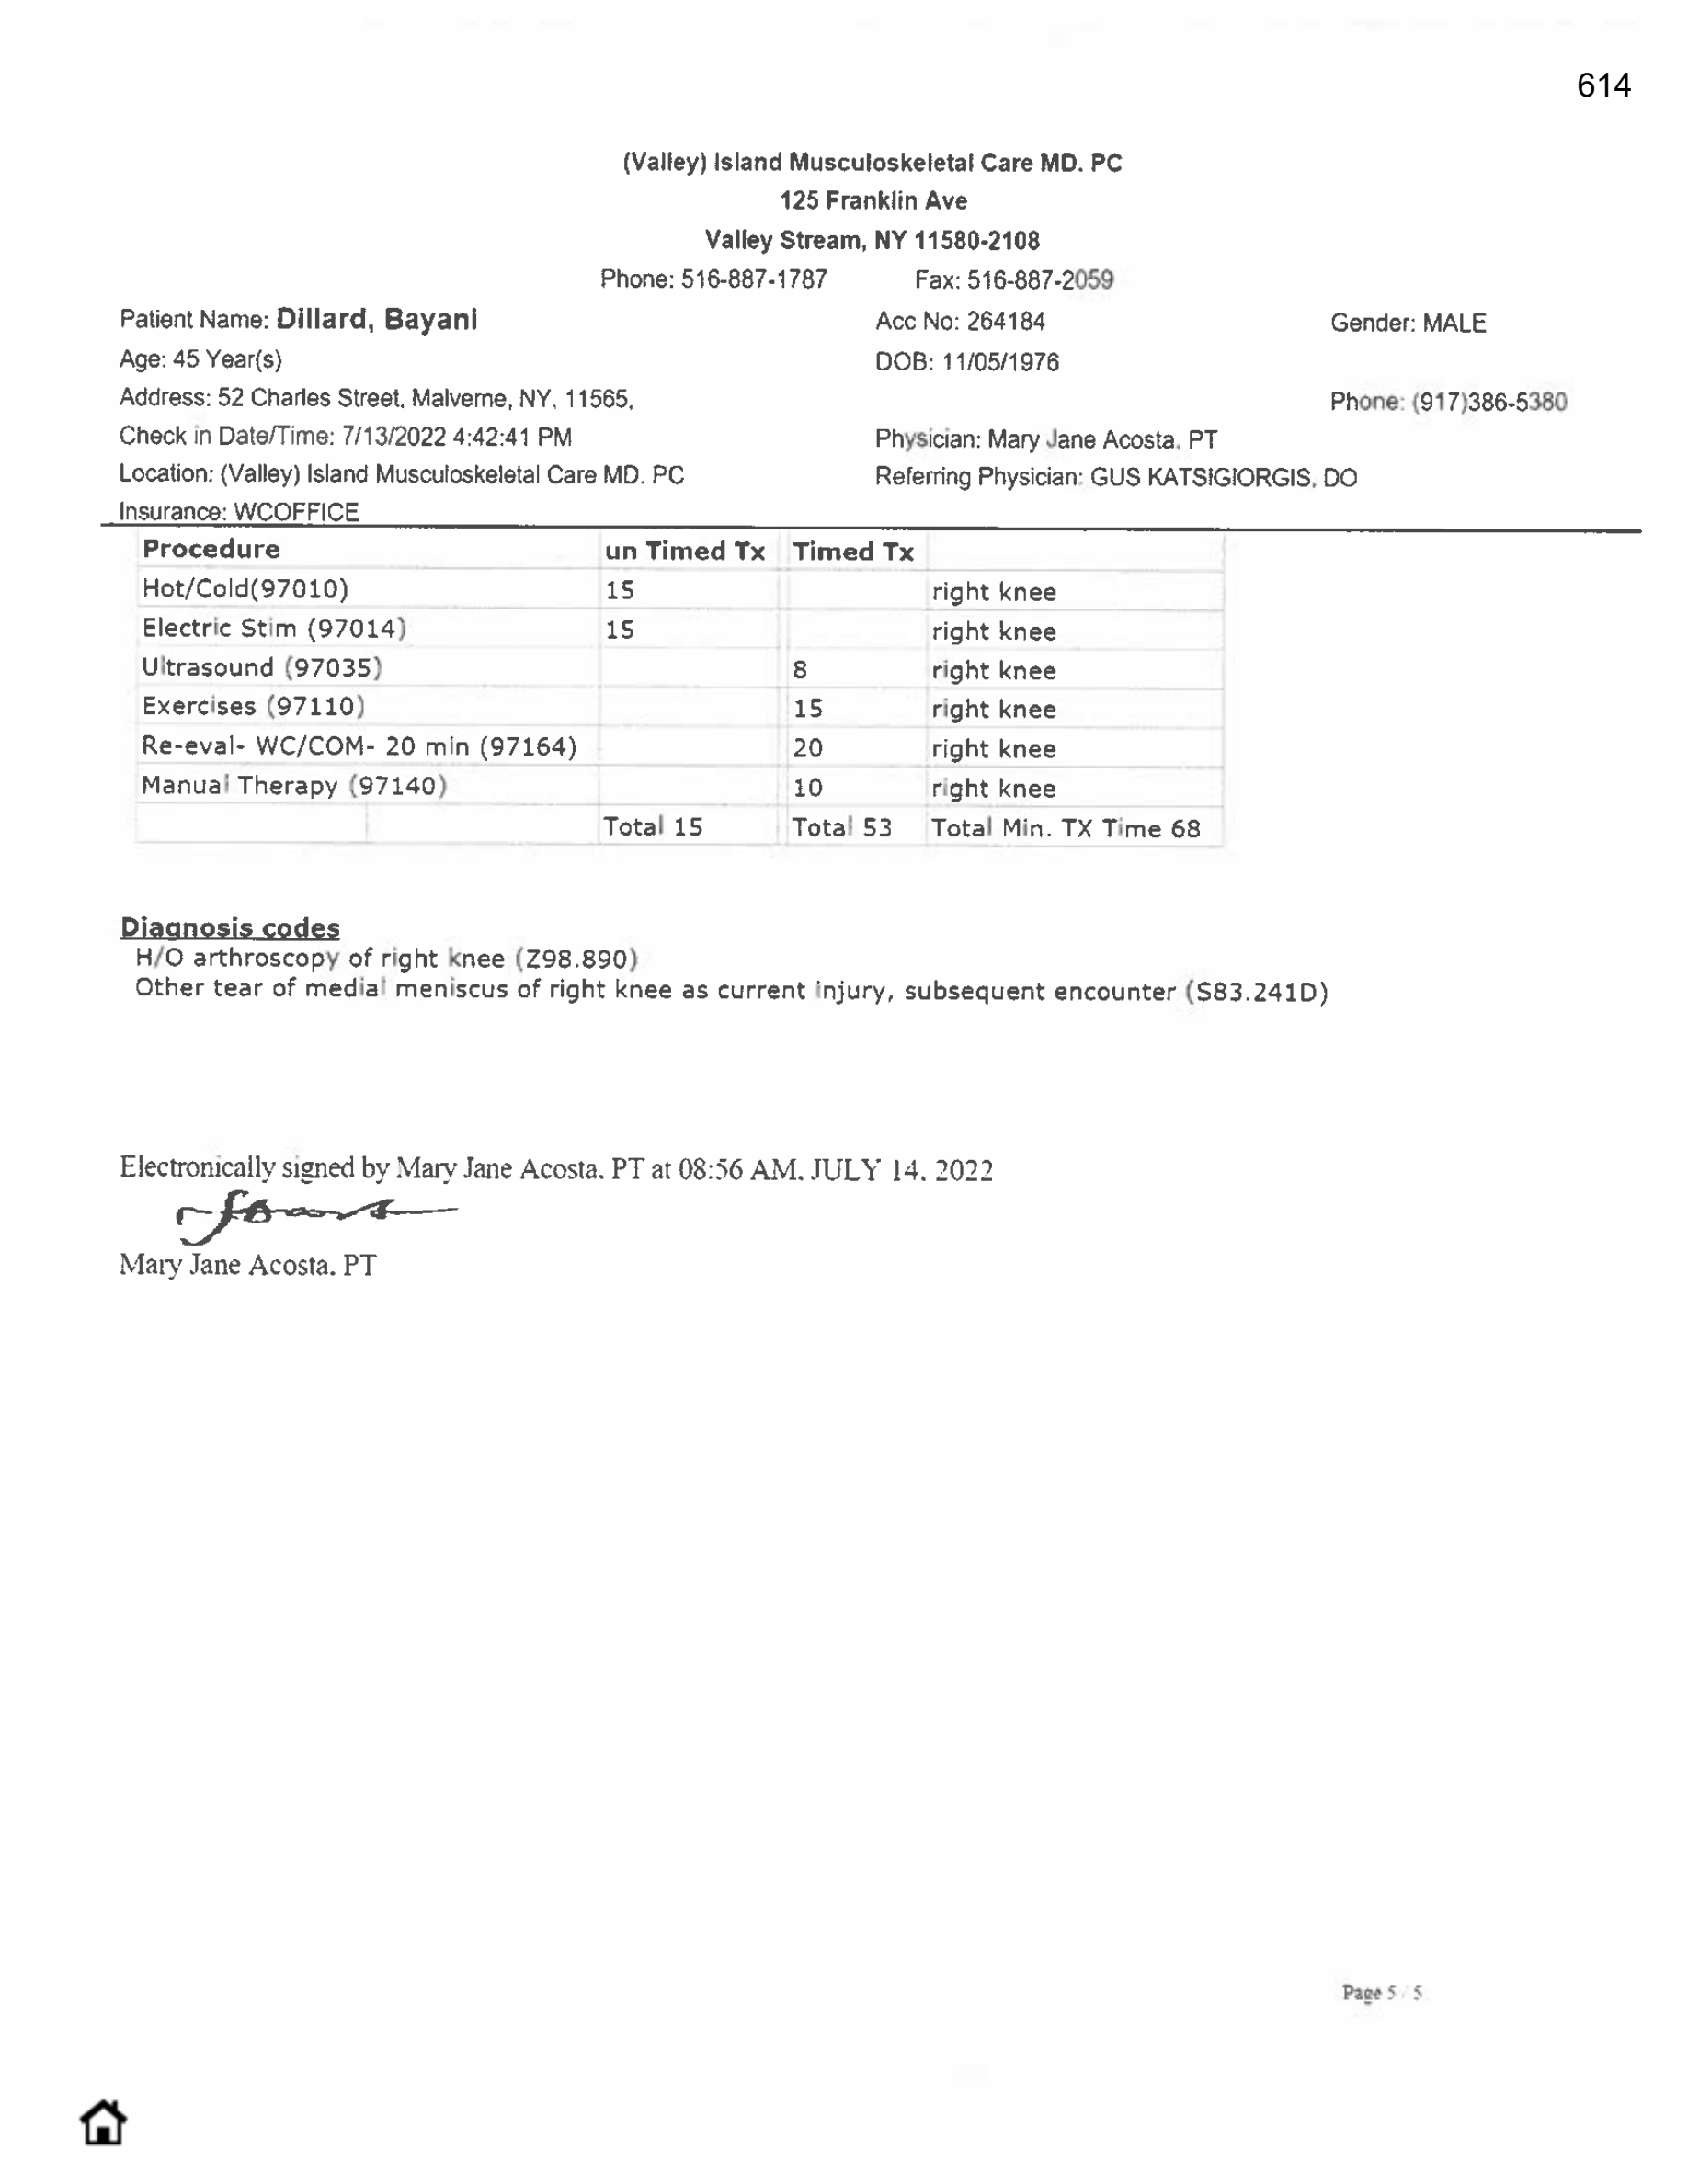 614
(Valley) Island Musculoskeletal Care MD. PC
125 Franklin Ave
Valley Stream, NY 11580-2108
Phone: 516-887-1787 Fax: 516-887-2059
Patient Name: Dillard, Bayani Acc No: 264184 Gender: MALE
Age: 45 Year(s) DOB: 11/05/1976
Address: 52 Charles Street, Malverne, NY, 11565, Phone: (917)386-5380
Check in Date/Time: 7/13/2022 4:42:41 PM Physician: Mary Jane Acosta, PT
Location: (Valley) Island Musculoskeletal Care MD. PC Referring Physician: GUS KATSIGIORGIS, DO
Insurance: WCOFFICE
Procedure un Timed Tx Timed Tx
Hot/Cold(97010) 15 right knee
Electric Stim (97014) 15 right knee
Ultrasound (97035) 8 right knee
Exercises (97110) 15 right knee
Re-eval- WC/COM- 20 min (97164) 20 right knee
Manual Therapy (97140) 10 right knee
Total 15 Total 53 Total Min. TX Time 68
Diagnosis codes
H/O arthroscopy of right knee (Z98.890)
Other tear of medial meniscus of right knee as current injury, subsequent encounter (S83.241D)
Electronically signed by Mary Jane Acosta, PT at 08:56 AM, JULY 14, 2022
Mary Jane Acosta, PT
Page 5 / 5